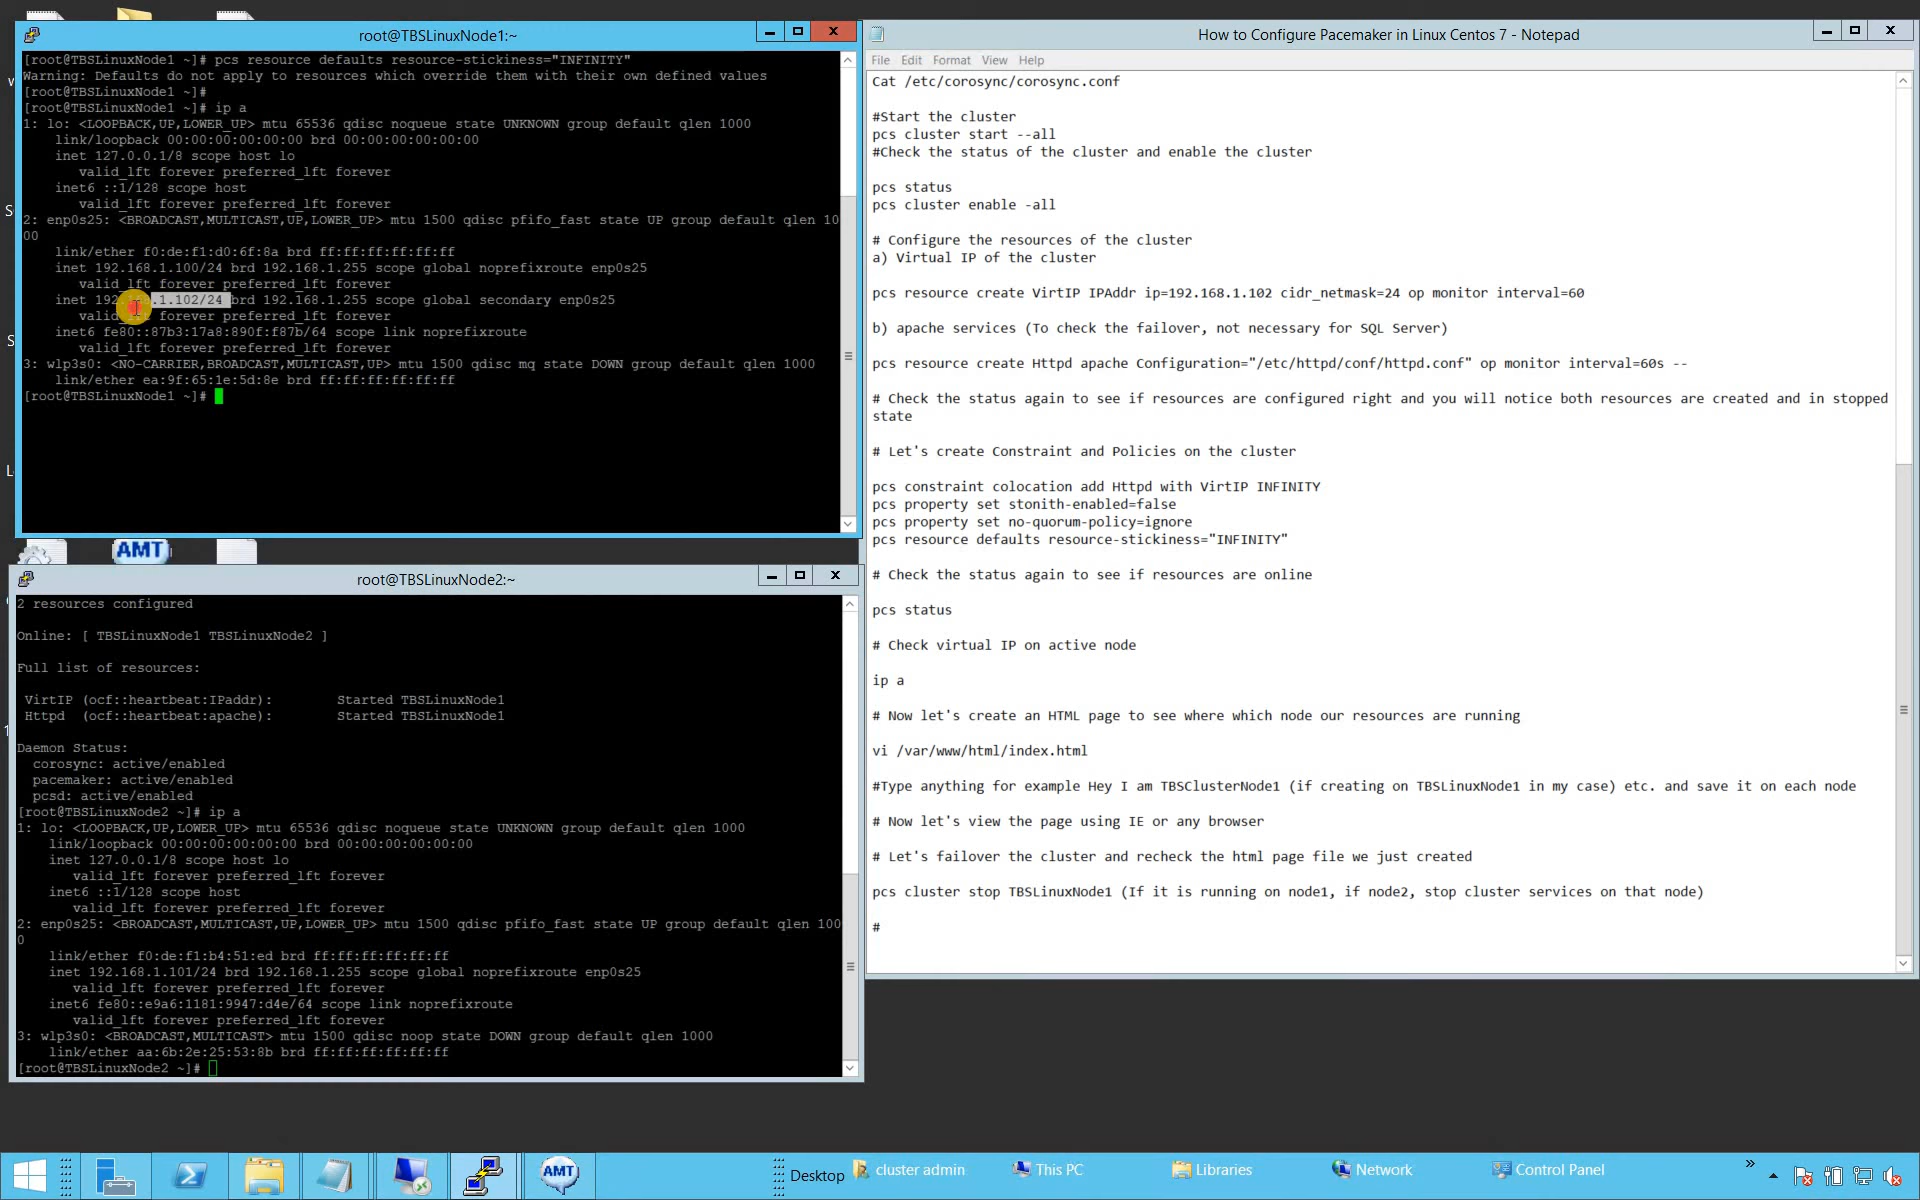 root@TBSLinuxNode1:~
[root@TBSLinuxNode1 ~]# pcs resource defaults resource-stickiness="INFINITY"
Warning: Defaults do not apply to resources which override them with their own defined values
[root@TBSLinuxNode1 ~]#
[root@TBSLinuxNode1 ~]# ip a
1: lo: <LOOPBACK,UP,LOWER_UP> mtu 65536 qdisc noqueue state UNKNOWN group default qlen 1000
link/loopback 00:00:00:00:00:00 brd 00:00:00:00:00:00
inet 127.0.0.1/8 scope host lo
valid_lft forever preferred_lft forever
inet6 ::1/128 scope host
valid_lft forever preferred_lft forever
2: enp0s25: <BROADCAST,MULTICAST,UP,LOWER_UP> mtu 1500 qdisc pfifo_fast state UP group default qlen 10
00
link/ether f0:de:f1:d0:6f:8a brd ff:ff:ff:ff:ff:ff
inet 192.168.1.100/24 brd 192.168.1.255 scope global noprefixroute enp0s25
valid_lft forever preferred_lft forever
inet 192.168.1.102/24 brd 192.168.1.255 scope global secondary enp0s25
valid_lft forever preferred_lft forever
inet6 fe80::87b3:17a8:890f:f87b/64 scope link noprefixroute
valid_lft forever preferred_lft forever
3: wlp3s0: <NO-CARRIER,BROADCAST,MULTICAST,UP> mtu 1500 qdisc mq state DOWN group default qlen 1000
link/ether ea:9f:65:1e:5d:8e brd ff:ff:ff:ff:ff:ff
[root@TBSLinuxNode1 ~]#
AMT
root@TBSLinuxNode2:~
2 resources configured
Online: [ TBSLinuxNode1 TBSLinuxNode2 ]
Full list of resources:
VirtIP (ocf::heartbeat:IPaddr): Started TBSLinuxNode1
Httpd (ocf::heartbeat:apache): Started TBSLinuxNode1
Daemon Status:
corosync: active/enabled
pacemaker: active/enabled
pcsd: active/enabled
[root@TBSLinuxNode2 ~]# ip a
1: lo: <LOOPBACK,UP,LOWER_UP> mtu 65536 qdisc noqueue state UNKNOWN group default qlen 1000
link/loopback 00:00:00:00:00:00 brd 00:00:00:00:00:00
inet 127.0.0.1/8 scope host lo
valid_lft forever preferred_lft forever
inet6 ::1/128 scope host
valid_lft forever preferred_lft forever
2: enp0s25: <BROADCAST,MULTICAST,UP,LOWER_UP> mtu 1500 qdisc pfifo_fast state UP group default qlen 100
0
link/ether f0:de:f1:b4:51:ed brd ff:ff:ff:ff:ff:ff
inet 192.168.1.101/24 brd 192.168.1.255 scope global noprefixroute enp0s25
valid_lft forever preferred_lft forever
inet6 fe80::e9a6:1181:9947:d4e/64 scope link noprefixroute
valid_lft forever preferred_lft forever
3: wlp3s0: <BROADCAST,MULTICAST> mtu 1500 qdisc noop state DOWN group default qlen 1000
link/ether aa:6b:2e:25:53:8b brd ff:ff:ff:ff:ff:ff
[root@TBSLinuxNode2 ~]#
How to Configure Pacemaker in Linux Centos 7 - Notepad
File Edit Format View Help
Cat /etc/corosync/corosync.conf
#Start the cluster
pcs cluster start --all
#Check the status of the cluster and enable the cluster
pcs status
pcs cluster enable -all
# Configure the resources of the cluster
a) Virtual IP of the cluster
pcs resource create VirtIP IPAddr ip=192.168.1.102 cidr_netmask=24 op monitor interval=60
b) apache services (To check the failover, not necessary for SQL Server)
pcs resource create Httpd apache Configuration="/etc/httpd/conf/httpd.conf" op monitor interval=60s --
# Check the status again to see if resources are configured right and you will notice both resources are created and in stopped
state
# Let's create Constraint and Policies on the cluster
pcs constraint colocation add Httpd with VirtIP INFINITY
pcs property set stonith-enabled=false
pcs property set no-quorum-policy=ignore
pcs resource defaults resource-stickiness="INFINITY"
# Check the status again to see if resources are online
pcs status
# Check virtual IP on active node
ip a
# Now let's create an HTML page to see where which node our resources are running
vi /var/www/html/index.html
#Type anything for example Hey I am TBSClusterNode1 (if creating on TBSLinuxNode1 in my case) etc. and save it on each node
# Now let's view the page using IE or any browser
# Let's failover the cluster and recheck the html page file we just created
pcs cluster stop TBSLinuxNode1 (If it is running on node1, if node2, stop cluster services on that node)
#
AMT
Desktop
cluster admin
This PC
Libraries
Network
Control Panel